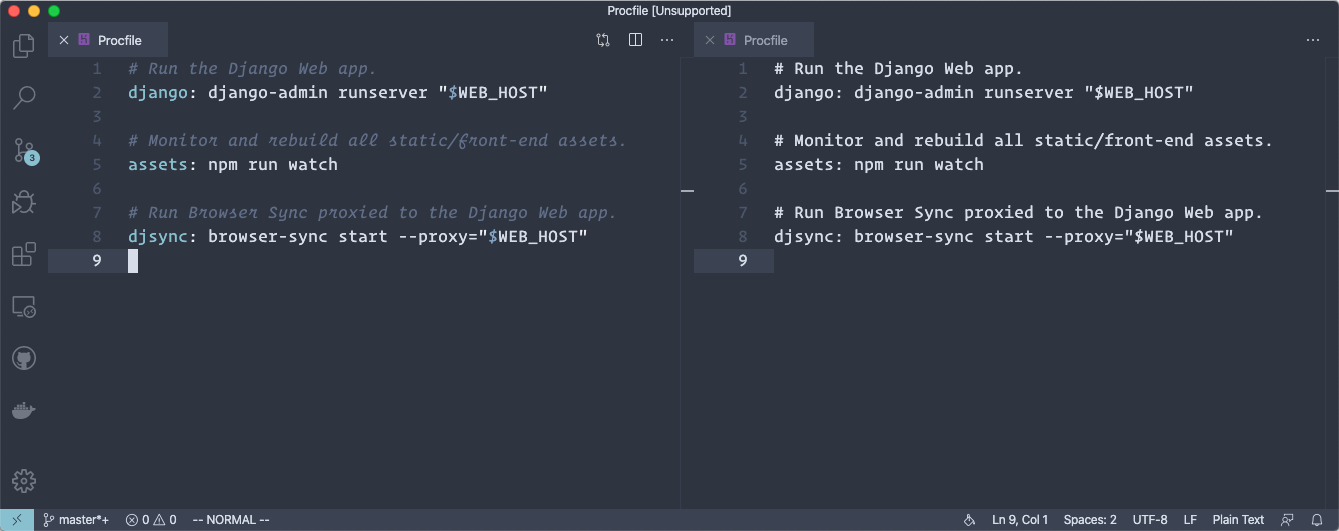 Procfile [Unsupported]
Procfile
1 # Run the Django Web app.
2 django: django-admin runserver "$WEB_HOST"
3
4 # Monitor and rebuild all static/front-end assets.
5 assets: npm run watch
6
7 # Run Browser Sync proxied to the Django Web app.
8 djsync: browser-sync start --proxy="$WEB_HOST"
9
Procfile
1 # Run the Django Web app.
2 django: django-admin runserver "$WEB_HOST"
3
4 # Monitor and rebuild all static/front-end assets.
5 assets: npm run watch
6
7 # Run Browser Sync proxied to the Django Web app.
8 djsync: browser-sync start --proxy="$WEB_HOST"
9
3
master*+ 0 0 -- NORMAL -- Ln 9, Col 1 Spaces: 2 UTF-8 LF Plain Text